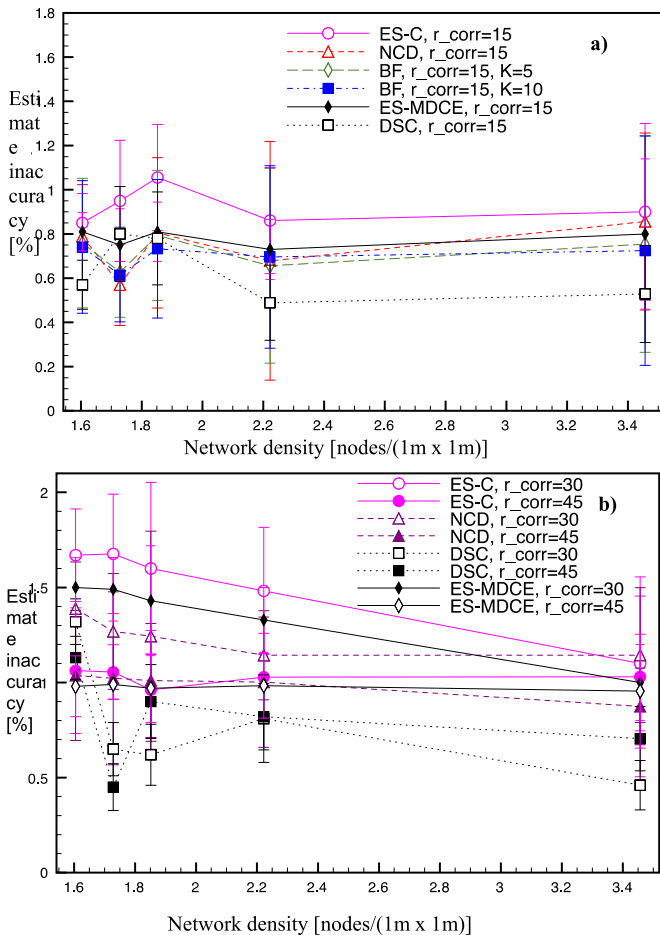 1.8
1.6
1.4
1.2
1
0.8
0.6
0.4
0.2
0
Esti
mate
inac
curac
y
[%]
ES-C, r_corr=15
NCD, r_corr=15
BF, r_corr=15, K=5
BF, r_corr=15, K=10
ES-MDCE, r_corr=15
DSC, r_corr=15
a)
1.6 1.8 2 2.2 2.4 2.6 2.8 3 3.2 3.4
Network density [nodes/(1m x 1m)]
2
1.5
1
0.5
0
Esti
mat
e
inac
curac
y
[%]
ES-C, r_corr=30
ES-C, r_corr=45
NCD, r_corr=30
NCD, r_corr=45
DSC, r_corr=30
DSC, r_corr=45
ES-MDCE, r_corr=30
ES-MDCE, r_corr=45
b)
1.6 1.8 2 2.2 2.4 2.6 2.8 3 3.2 3.4
Network density [nodes/(1m x 1m)]